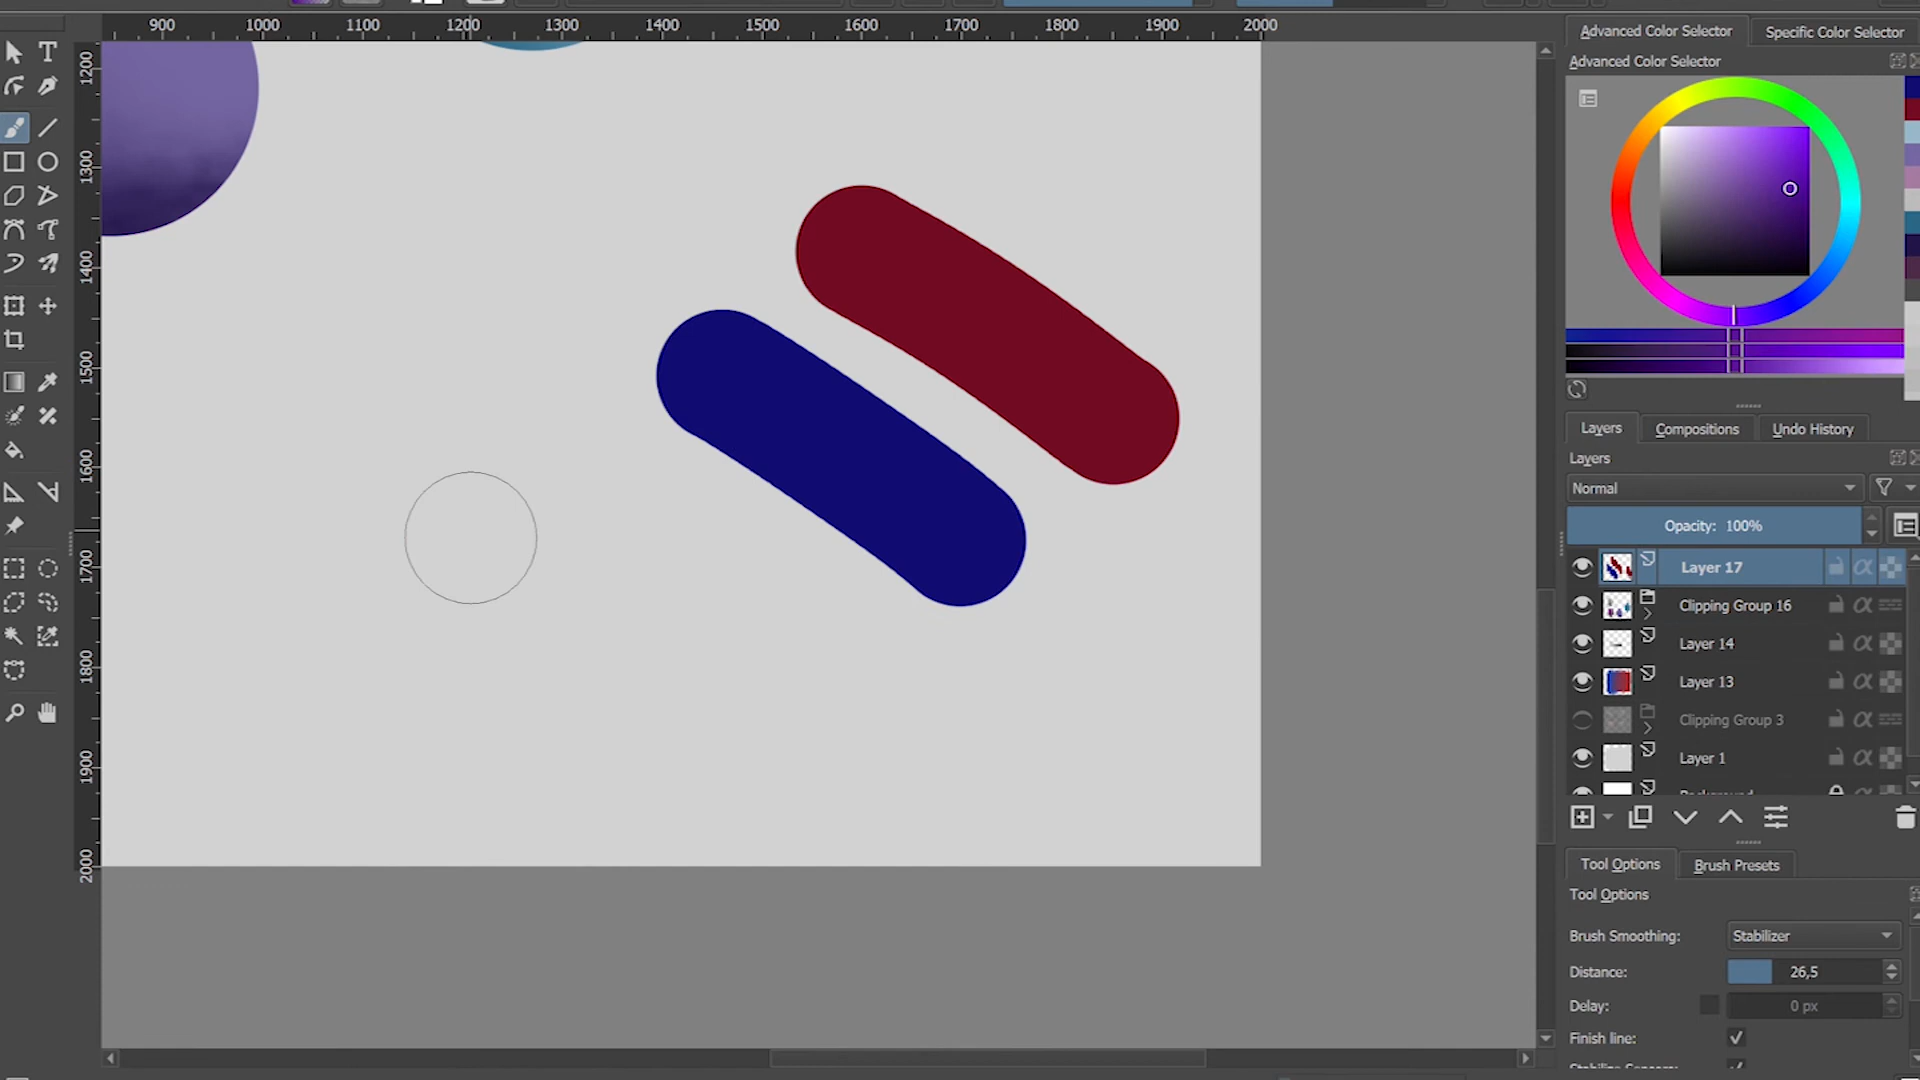 900 1000 1100 1200 1300 1400 1500 1600 1700 1800 1900 2000
1200
1300
1400
1500
1600
1700
1800
1900
2000
Advanced Color Selector
Specific Color Selector
Advanced Color Selector
Layers
Compositions
Undo History
Layers
Normal
Opacity: 100%
Layer 17
Clipping Group 16
Layer 14
Layer 13
Clipping Group 3
Layer 1
Background
Tool Options
Brush Presets
Tool Options
Brush Smoothing: Stabilizer
Distance: 26,5
Delay: 0 px
Finish line: